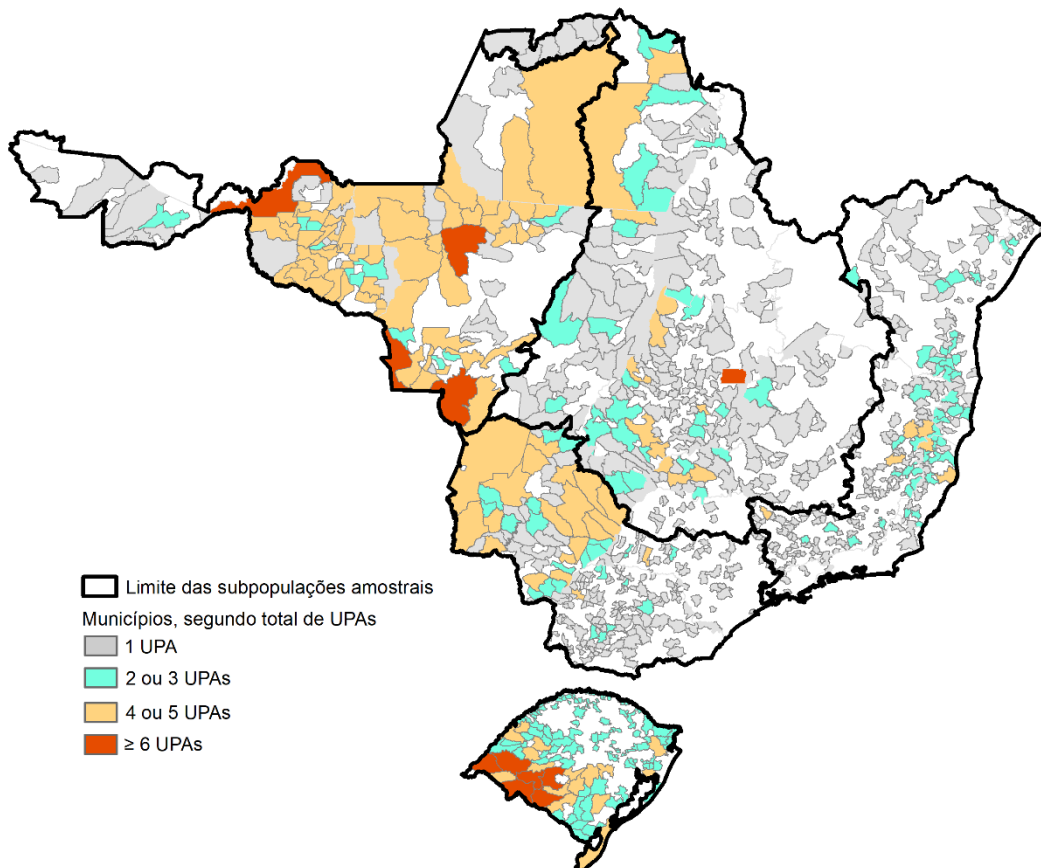 Limite das subpopulações amostrais
Municípios, segundo total de UPAs
1 UPA
2 ou 3 UPAs
4 ou 5 UPAs
≥ 6 UPAs